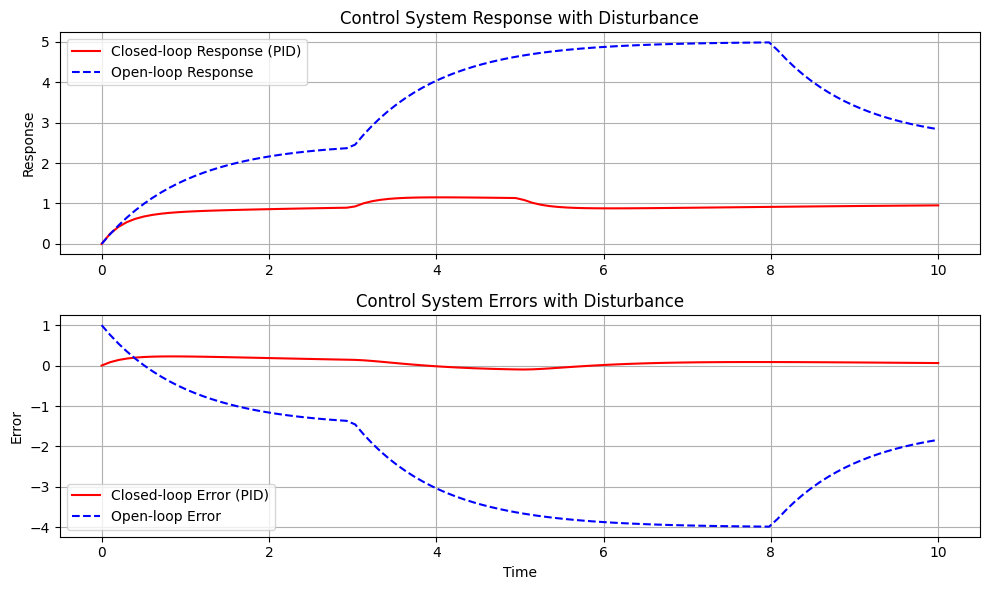 Control System Response with Disturbance
Response
5
4
3
2
1
0
Closed-loop Response (PID)
Open-loop Response
0 2 4 6 8 10
Control System Errors with Disturbance
Error
1
0
−1
−2
−3
−4
Closed-loop Error (PID)
Open-loop Error
0 2 4 6 8 10
Time